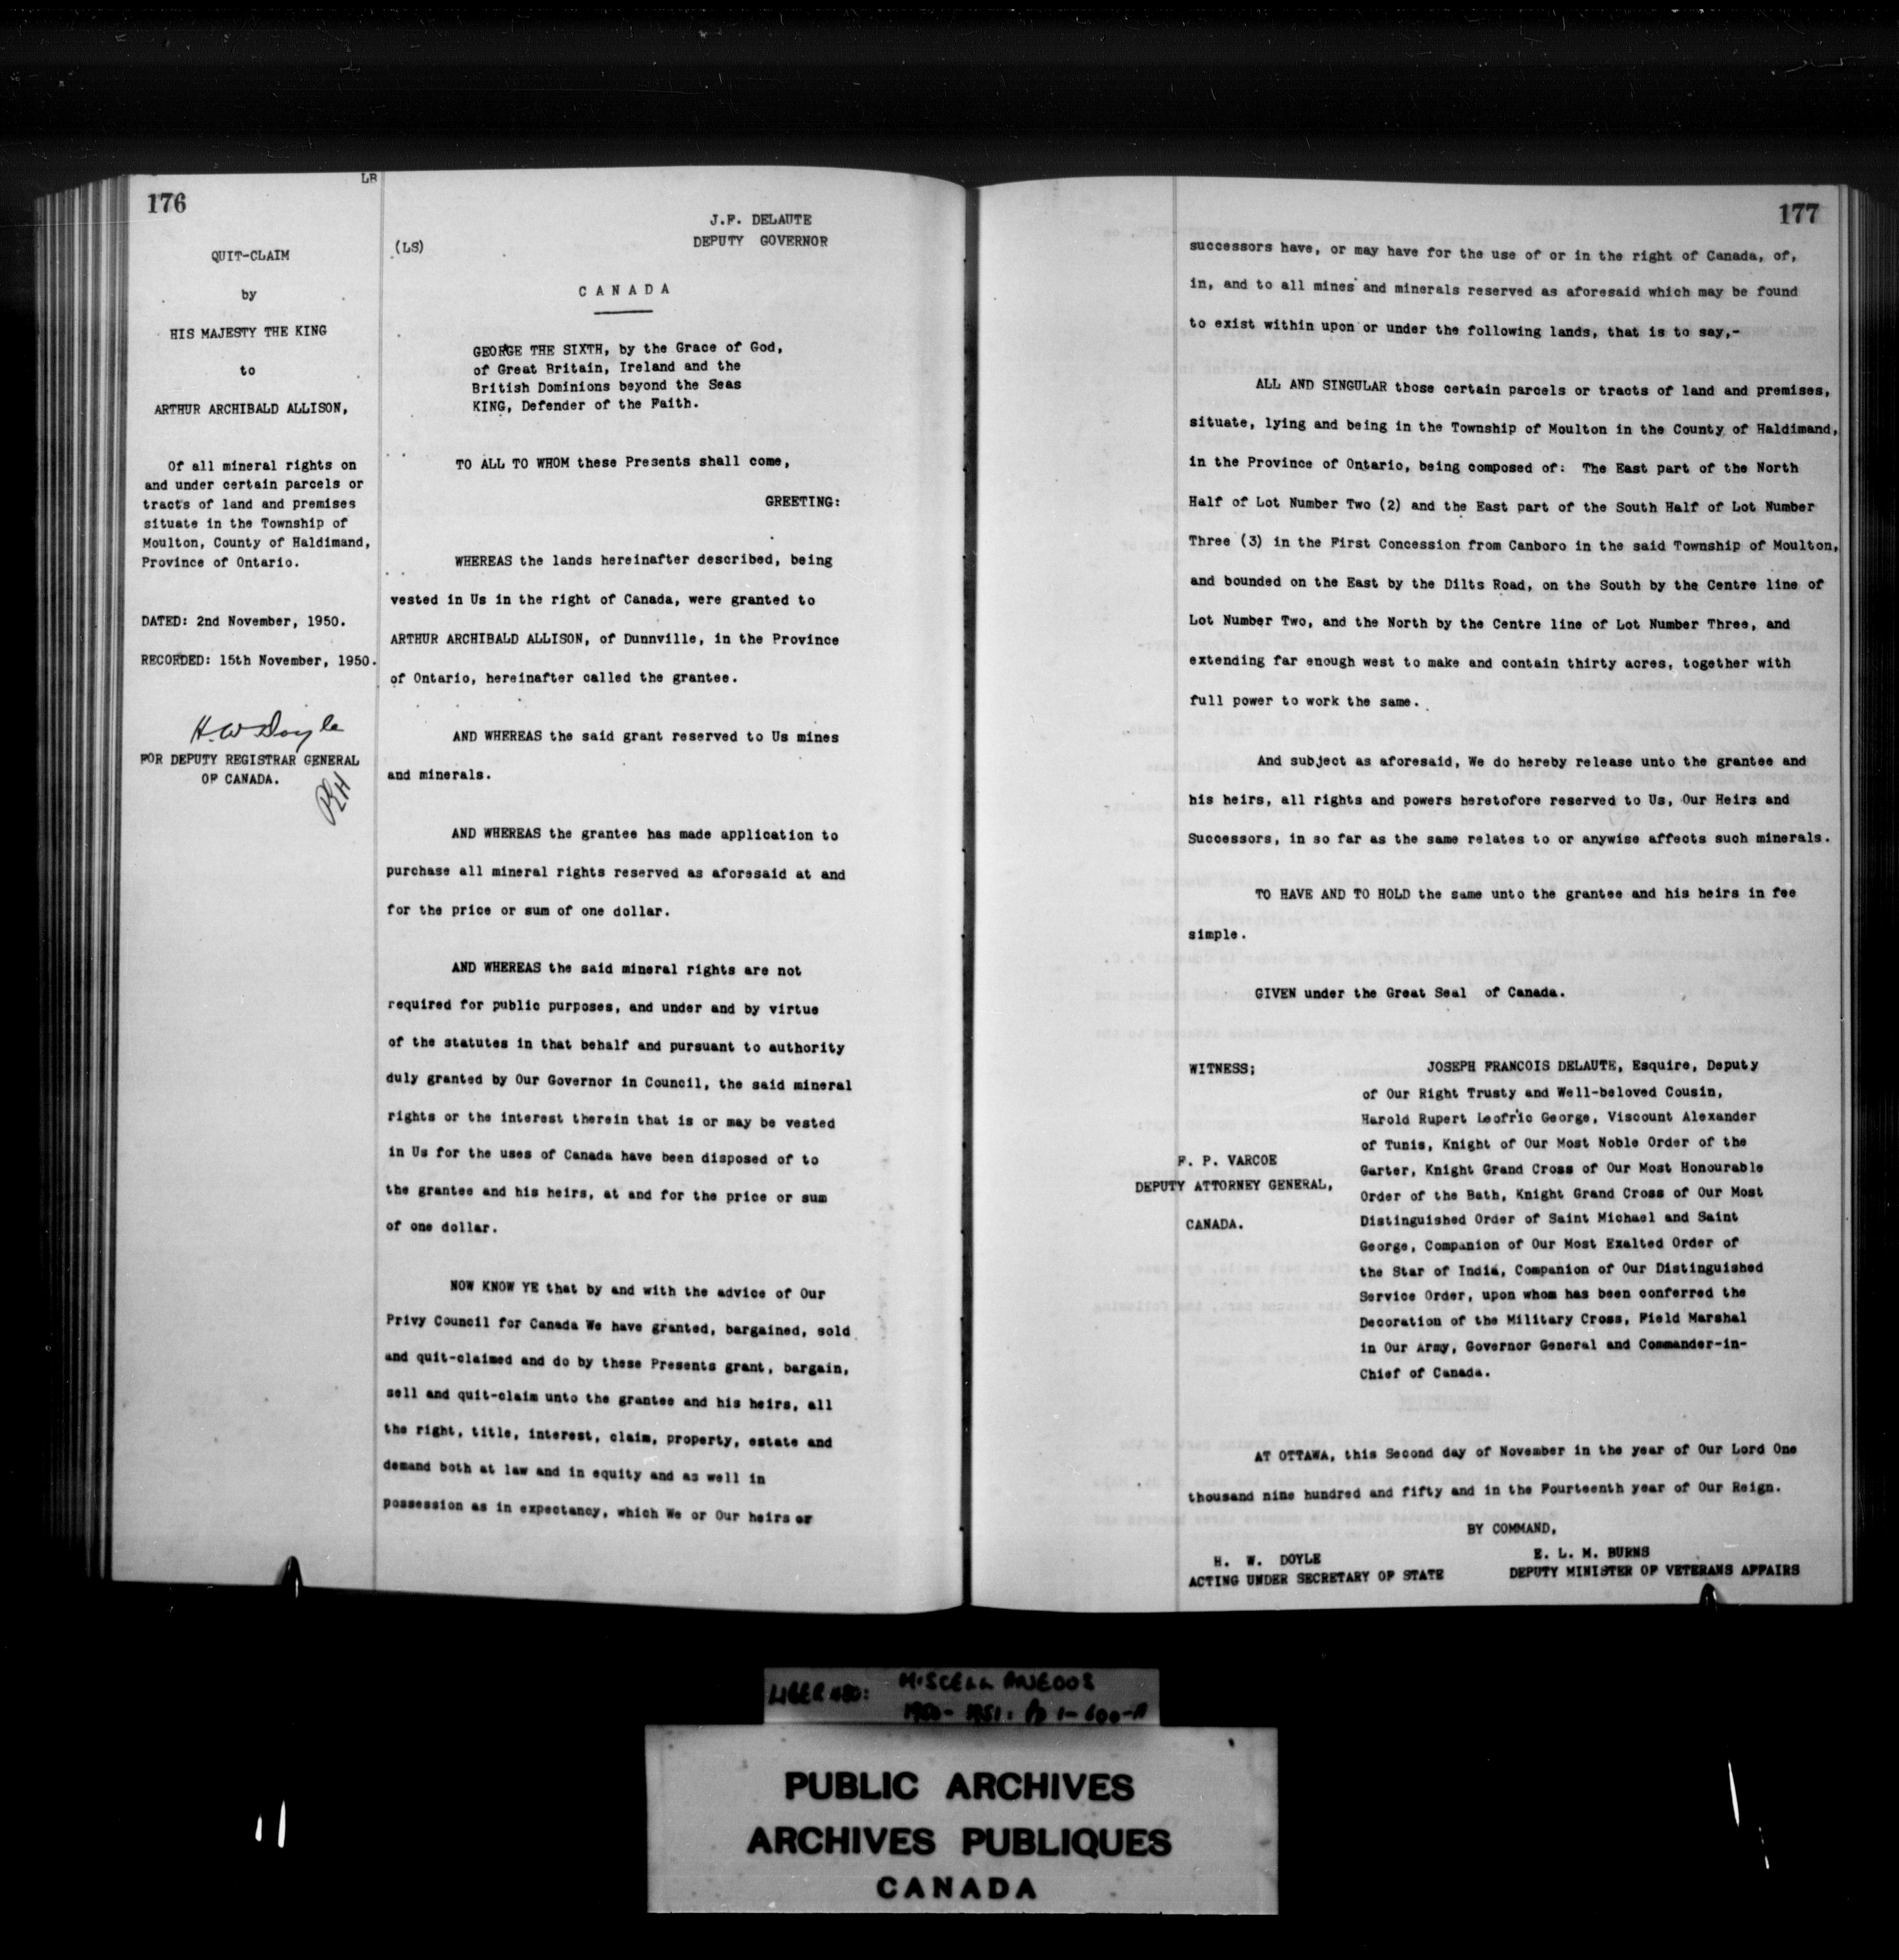 LB
176
QUIT-CLAIM
by
HIS MAJESTY THE KING
to
ARTHUR ARCHIBALD ALLISON,
Of all mineral rights on
and under certain parcels or
tracts of land and premises
situate in the Township of
Moulton, County of Haldimand,
Province of Ontario.
DATED: 2nd November, 1950.
RECORDED: 15th November, 1950.
H.W Doyle
FOR DEPUTY REGISTRAR GENERAL
OF CANADA.
J.F. DELAUTE
(LS) DEPUTY GOVERNOR
CANADA
GEORGE THE SIXTH, by the Grace of God,
of Great Britain, Ireland and the
British Dominions beyond the Seas
KING, Defender of the Faith.
TO ALL TO WHOM these Presents shall come,
GREETING:
WHEREAS the lands hereinafter described, being
vested in Us in the right of Canada, were granted to
ARTHUR ARCHIBALD ALLISON, of Dunnville, in the Province
of Ontario, hereinafter called the grantee.
AND WHEREAS the said grant reserved to Us mines
and minerals.
AND WHEREAS the grantee has made application to
purchase all mineral rights reserved as aforesaid at and
for the price or sum of one dollar.
AND WHEREAS the said mineral rights are not
required for public purposes, and under and by virtue
of the statutes in that behalf and pursuant to authority
duly granted by Our Governor in Council, the said mineral
rights or the interest therein that is or may be vested
in Us for the uses of Canada have been disposed of to
the grantee and his heirs, at and for the price or sum
of one dollar.
NOW KNOW YE that by and with the advice of Our
Privy Council for Canada We have granted, bargained, sold
and quit-claimed and do by these Presents grant, bargain,
sell and quit-claim unto the grantee and his heirs, all
the right, title, interest, claim, property, estate and
demand both at law and in equity and as well in
possession as in expectancy, which We or Our heirs or
177
successors have, or may have for the use of or in the right of Canada, of,
in, and to all mines and minerals reserved as aforesaid which may be found
to exist within upon or under the following lands, that is to say,-
ALL AND SINGULAR those certain parcels or tracts of land and premises,
situate, lying and being in the Township of Moulton in the County of Haldimand,
in the Province of Ontario, being composed of: The East part of the North
Half of Lot Number Two (2) and the East part of the South Half of Lot Number
Three (3) in the First Concession from Canboro in the said Township of Moulton,
and bounded on the East by the Dilts Road, on the South by the Centre line of
Lot Number Two, and the North by the Centre line of Lot Number Three, and
extending far enough west to make and contain thirty acres, together with
full power to work the same.
And subject as aforesaid, We do hereby release unto the grantee and
his heirs, all rights and powers heretofore reserved to Us, Our Heirs and
Successors, in so far as the same relates to or anywise affects such minerals.
TO HAVE AND TO HOLD the same unto the grantee and his heirs in fee
simple.
GIVEN under the Great Seal of Canada.
WITNESS;
F. P. VARCOE
DEPUTY ATTORNEY GENERAL,
CANADA.
JOSEPH FRANCOIS DELAUTE, Esquire, Deputy
of Our Right Trusty and Well-beloved Cousin,
Harold Rupert Leofric George, Viscount Alexander
of Tunis, Knight of Our Most Noble Order of the
Garter, Knight Grand Cross of Our Most Honourable
Order of the Bath, Knight Grand Cross of Our Most
Distinguished Order of Saint Michael and Saint
George, Companion of Our Most Exalted Order of
the Star of India, Companion of Our Distinguished
Service Order, upon whom has been conferred the
Decoration of the Military Cross, Field Marshal
in Our Army, Governor General and Commander-in-
Chief of Canada.
AT OTTAWA, this Second day of November in the year of Our Lord One
thousand nine hundred and fifty and in the Fourteenth year of Our Reign.
BY COMMAND,
H. W. DOYLE
ACTING UNDER SECRETARY OF STATE
E. L. M. BURNS
DEPUTY MINISTER OF VETERANS AFFAIRS
LIBER 480: MISCELLANEOUS
1950- 1951: Pp 1-600-A
PUBLIC ARCHIVES
ARCHIVES PUBLIQUES
CANADA